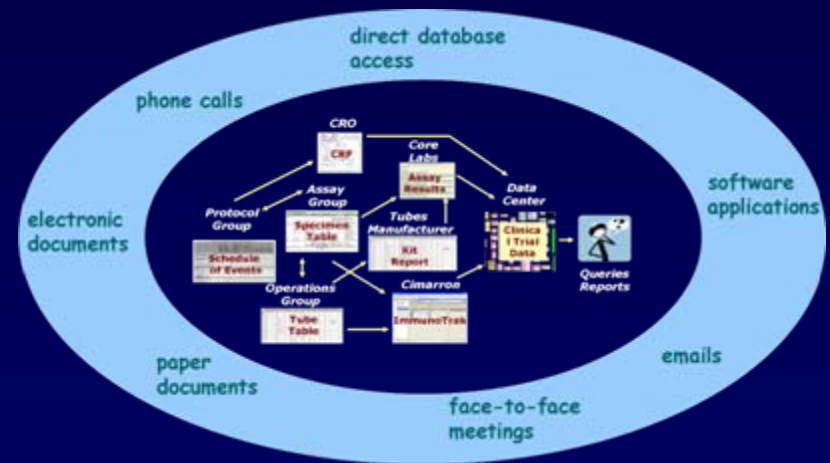 direct database
access
phone calls
software
applications
electronic
documents
paper
documents
emails
face-to-face
meetings
CRO
CRF
Core
Labs
Assay
Results
Assay
Group
Specimen
Table
Protocol
Group
Schedule
of Events
Tubes
Manufacturer
Kit
Report
Data
Center
Clinica
l Trial
Data
Queries
Reports
Operations
Group
Tube
Table
Cimarron
ImmunoTrak